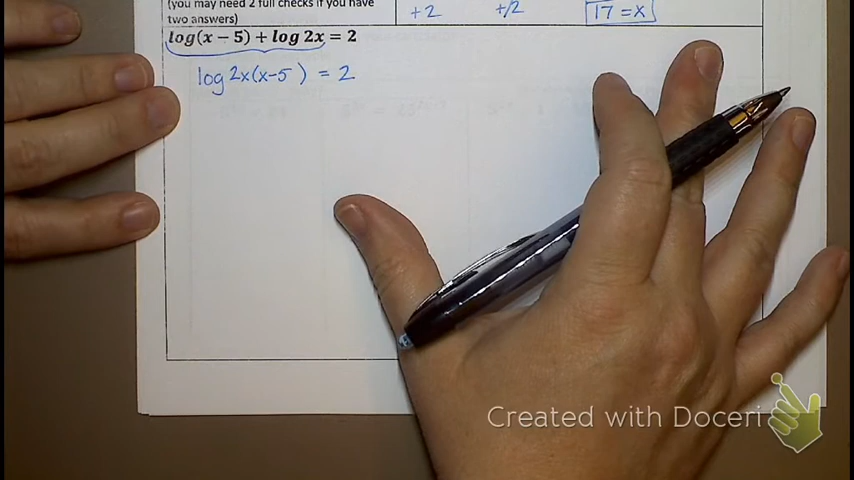 (you may need 2 full checks if you have
two answers)
+2 +/2 17 = x
log(x − 5) + log 2x = 2
log 2x(x-5) = 2
Created with Doceri